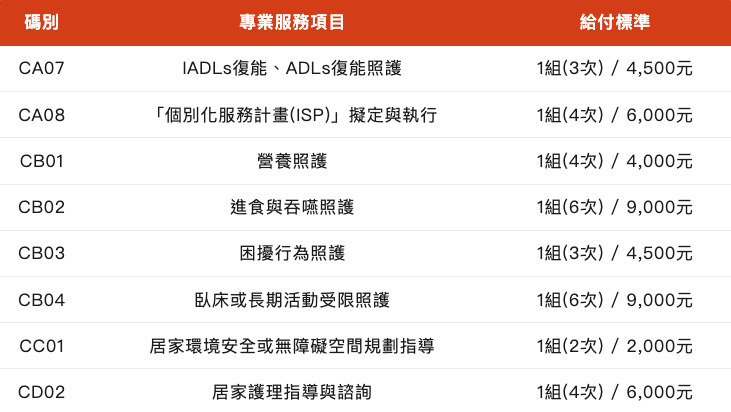 碼別 專業服務項目 給付標準
CA07 IADLs復能、ADLs復能照護 1組(3次) / 4,500元
CA08 「個別化服務計畫(ISP)」擬定與執行 1組(4次) / 6,000元
CB01 營養照護 1組(4次) / 4,000元
CB02 進食與吞嚥照護 1組(6次) / 9,000元
CB03 困擾行為照護 1組(3次) / 4,500元
CB04 臥床或長期活動受限照護 1組(6次) / 9,000元
CC01 居家環境安全或無障礙空間規劃指導 1組(2次) / 2,000元
CD02 居家護理指導與諮詢 1組(4次) / 6,000元